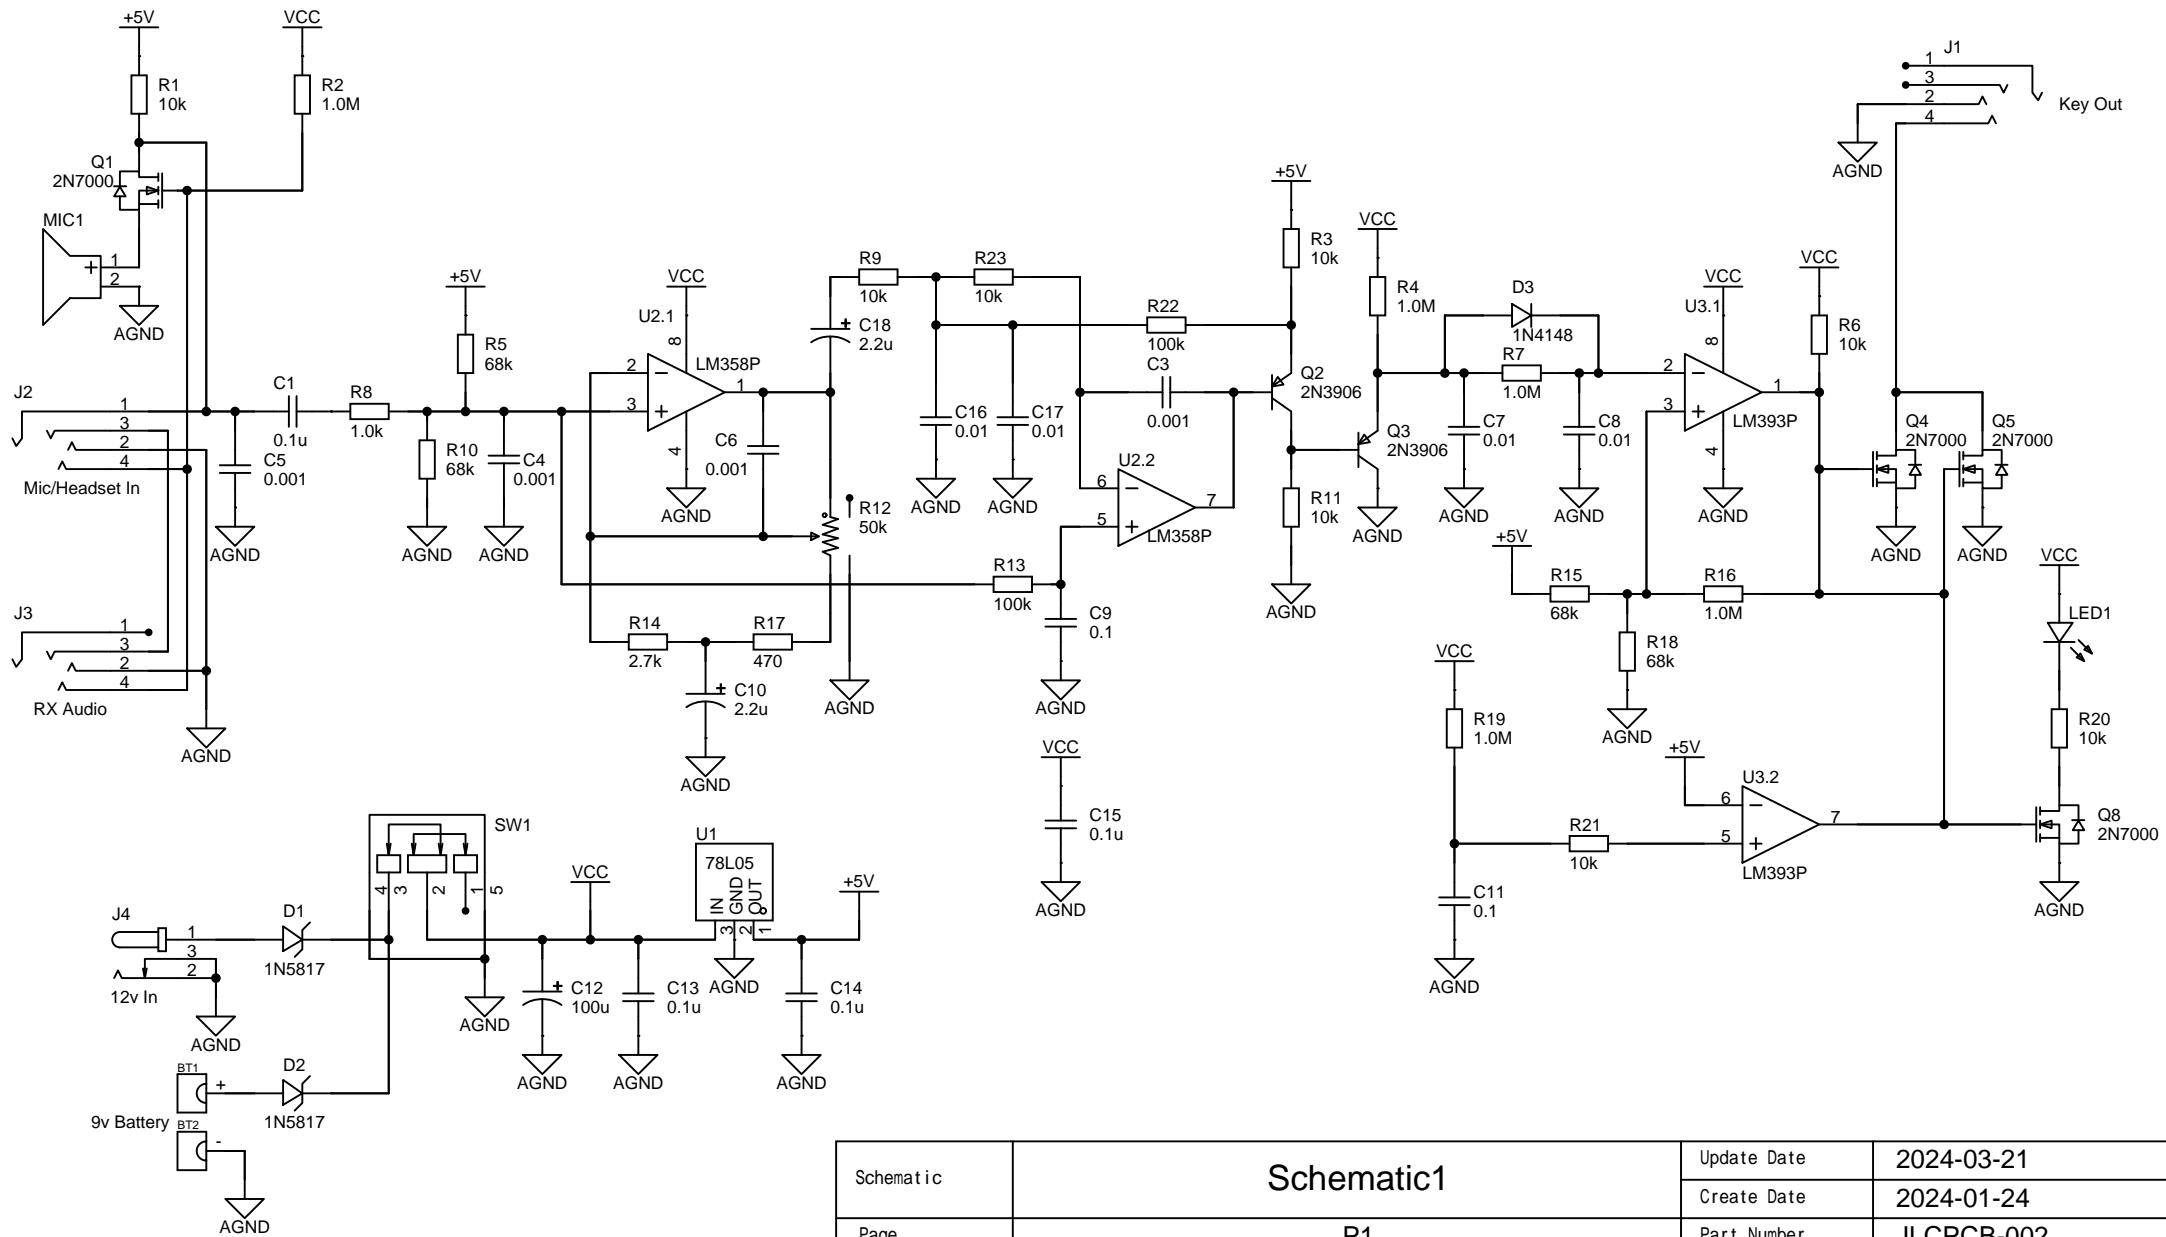 +5V
VCC
R1
10k
R2
1.0M
Q1
2N7000
MIC1
+
1
2
AGND
J2
1
3
2
4
Mic/Headset In
C1
0.1u
R8
1.0k
C5
0.001
AGND
J3
1
3
2
4
RX Audio
AGND
+5V
R5
68k
R10
68k
AGND
C4
0.001
AGND
VCC
U2.1
8
LM358P
2
3
1
4
AGND
C6
0.001
C18
2.2u
+
R9
10k
R23
10k
C16
0.01
AGND
C17
0.01
AGND
R22
100k
C3
0.001
U2.2
6
5
7
LM358P
R12
50k
AGND
R14
2.7k
R17
470
C10
2.2u
+
AGND
R13
100k
C9
0.1
AGND
VCC
C15
0.1u
AGND
+5V
R3
10k
Q2
2N3906
R11
10k
AGND
VCC
R4
1.0M
Q3
2N3906
AGND
D3
1N4148
R7
1.0M
C7
0.01
AGND
C8
0.01
AGND
VCC
U3.1
8
2
3
1
4
LM393P
AGND
VCC
R6
10k
J1
1
3
2
4
Key Out
AGND
Q4
2N7000
AGND
Q5
2N7000
AGND
+5V
R15
68k
R16
1.0M
R18
68k
AGND
VCC
R19
1.0M
C11
0.1
AGND
R21
10k
+5V
U3.2
6
5
7
LM393P
VCC
LED1
R20
10k
Q8
2N7000
AGND
SW1
4
3
2
1
5
AGND
J4
1
3
2
12v In
AGND
D1
1N5817
BT1
+
D2
1N5817
9v Battery
BT2
-
AGND
VCC
C12
100u
+
AGND
C13
0.1u
AGND
U1
78L05
IN
GND
OUT
3
2
1
AGND
+5V
C14
0.1u
AGND
Schematic
Schematic1
Update Date
2024-03-21
Create Date
2024-01-24
Page
P1
Part Number
JLCPCB-002